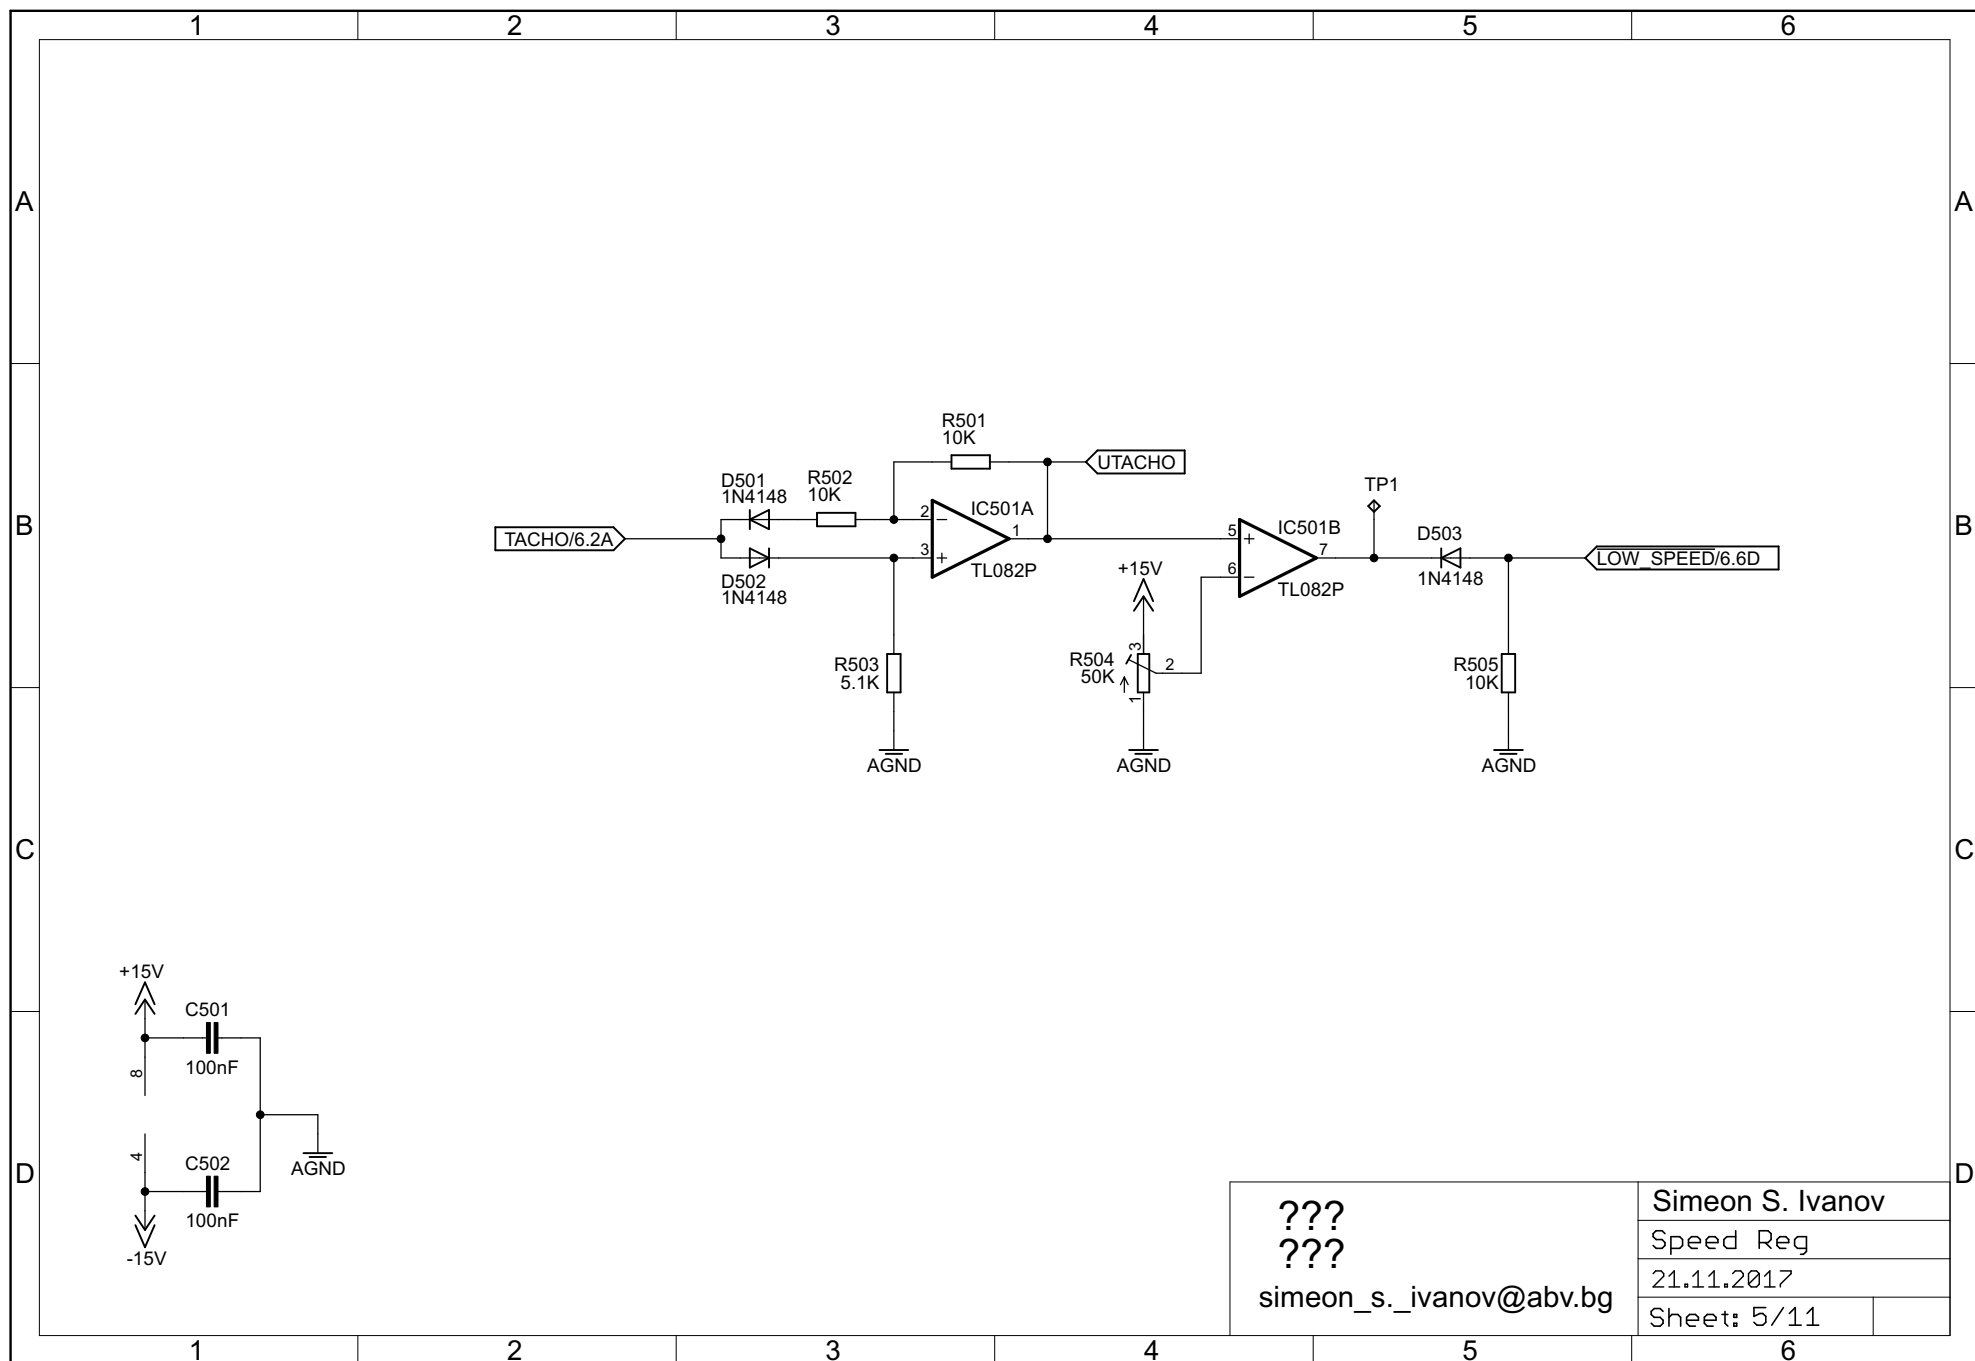 1 2 3 4 5 6
A A
B B
C C
D D
R501
10K
UTACHO
D501
1N4148
R502
10K
TACHO/6.2A
D502
1N4148
2
3
IC501A
1
TL082P
R503
5.1K
AGND
+15V
R504
50K
3
2
1
AGND
5
6
IC501B
7
TL082P
TP1
D503
1N4148
LOW_SPEED/6.6D
R505
10K
AGND
+15V
C501
100nF
8
4
C502
100nF
AGND
-15V
???
???
simeon_s._ivanov@abv.bg
Simeon S. Ivanov
Speed Reg
21.11.2017
Sheet: 5/11
1 2 3 4 5 6